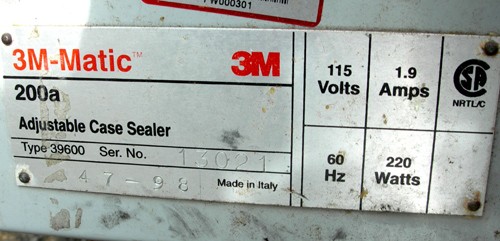 PW000301
3M-Matic™
3M
200a
Adjustable Case Sealer
Type 39600 Ser. No. 13021
47-98 Made in Italy
115 Volts
1.9 Amps
60 Hz
220 Watts
NRTL/C